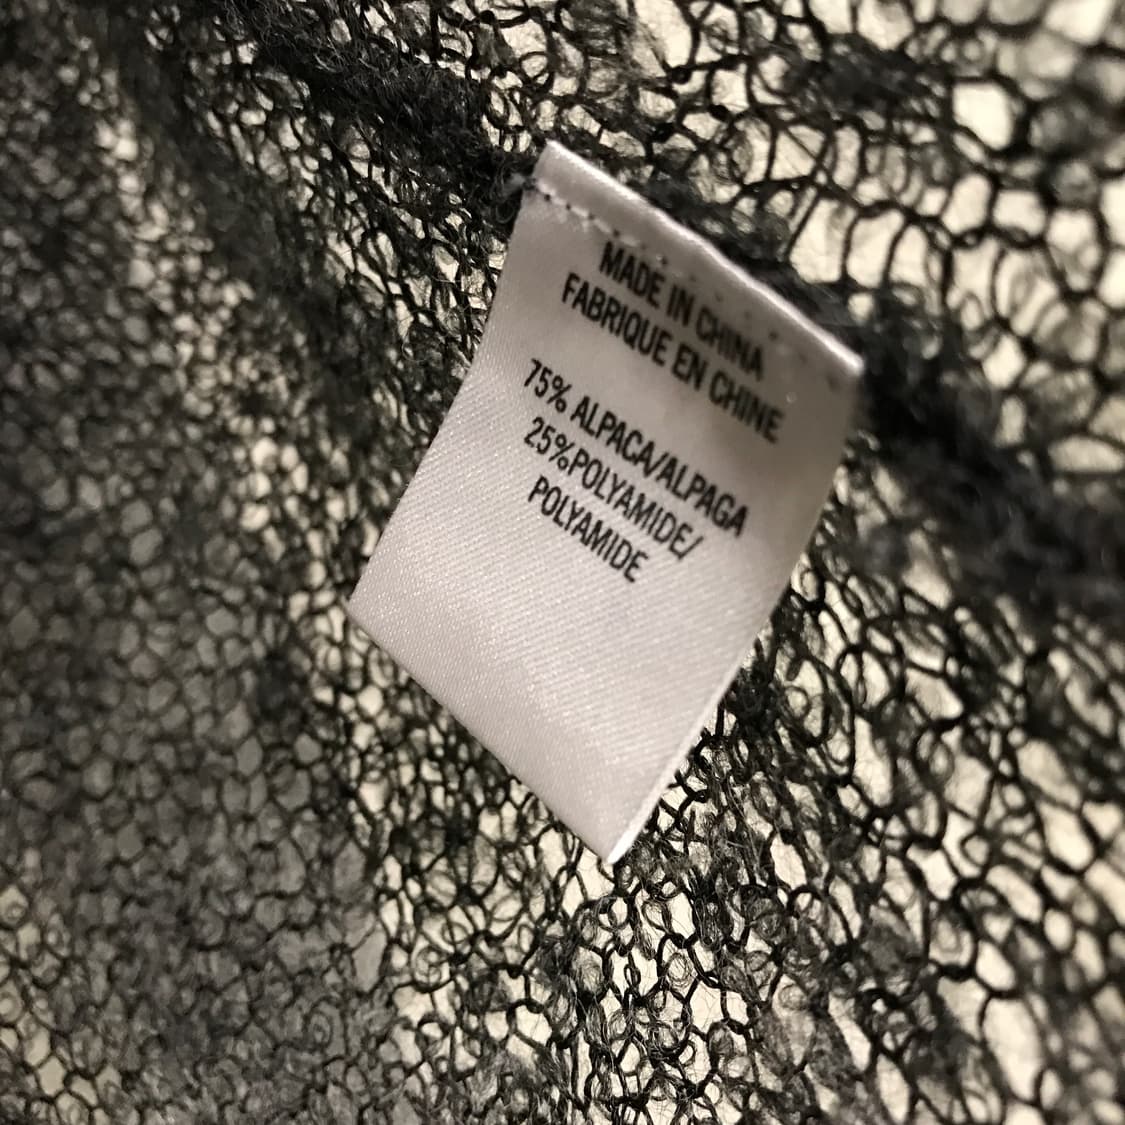 MADE IN CHINA
FABRIQUE EN CHINE
75% ALPACA/ALPAGA
25%POLYAMIDE/
POLYAMIDE